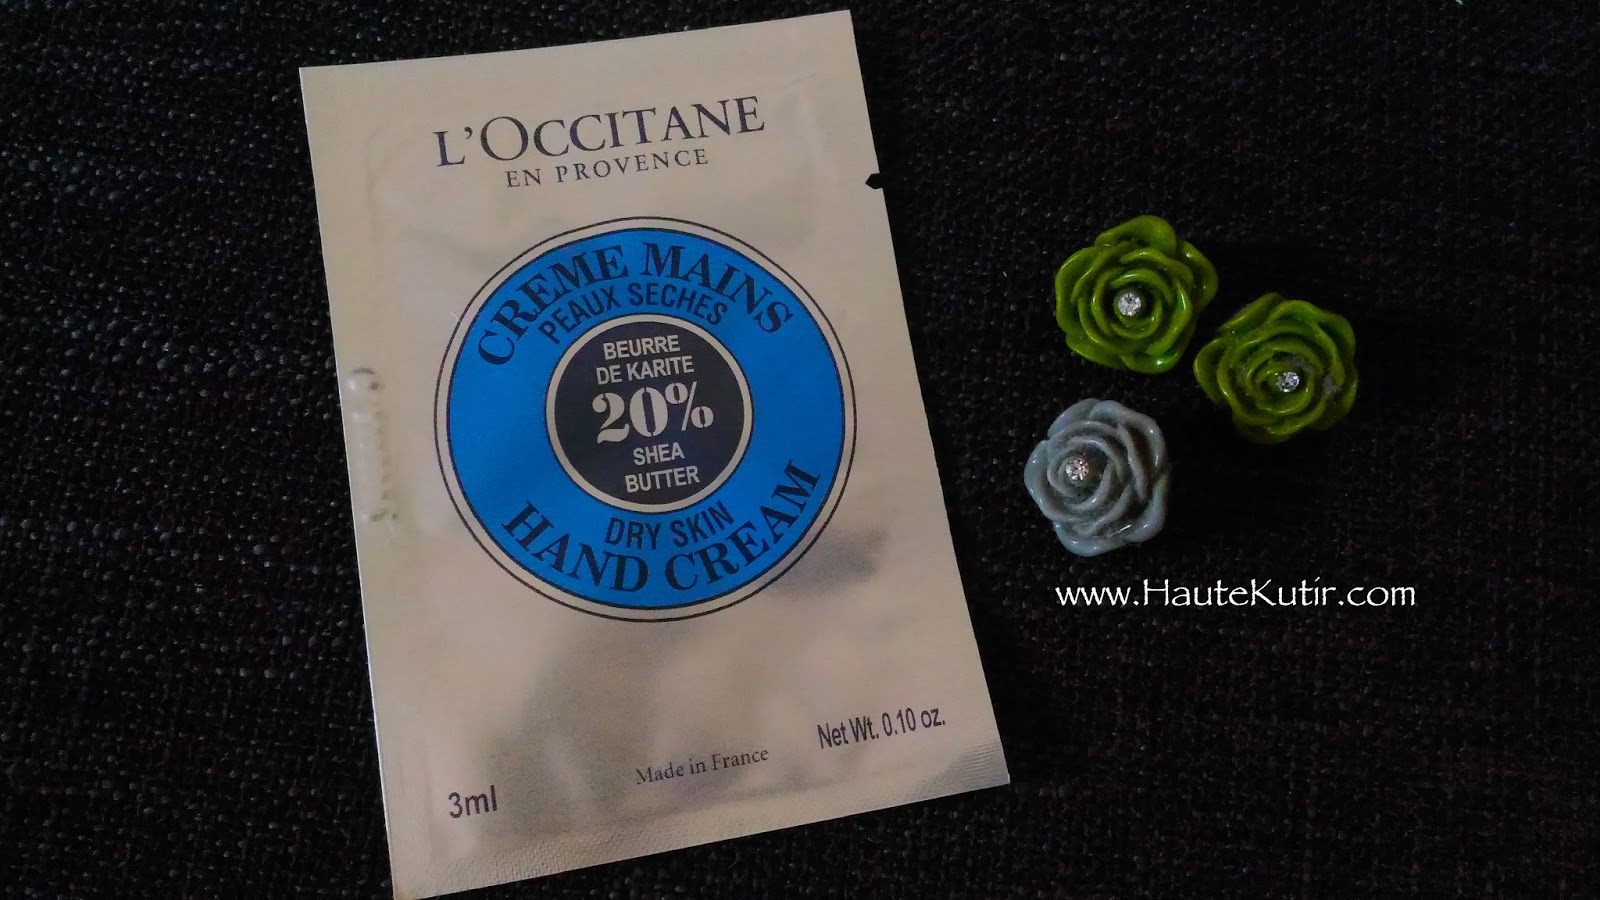 L'OCCITANE
EN PROVENCE
CREME MAINS
PEAUX SECHES
BEURRE
DE KARITE
20%
SHEA
BUTTER
DRY SKIN
HAND CREAM
Net Wt. 0.10 oz.
Made in France
3ml
www.HauteKutir.com